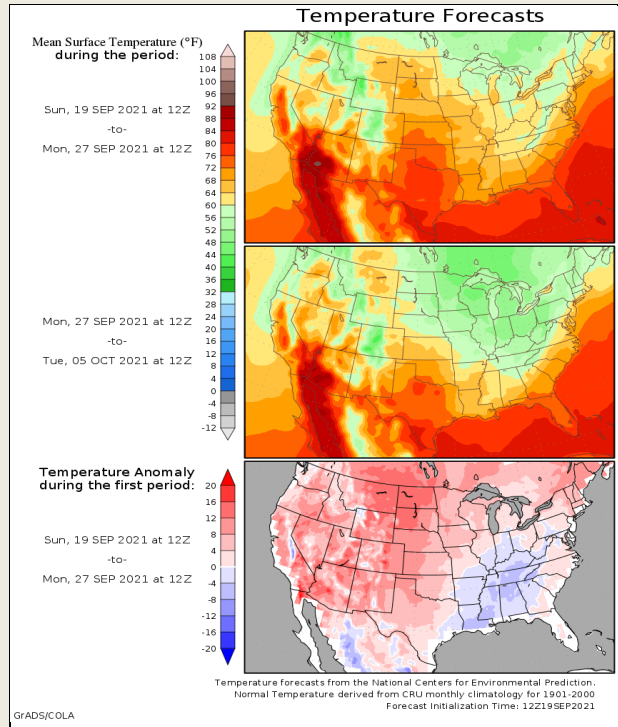 Temperature Forecasts
Mean Surface Temperature (°F)
during the period:
108
104
100
96
92
88
84
80
76
72
68
64
60
56
52
48
44
40
36
32
28
24
20
16
12
8
4
0
-4
-8
-12
Sun, 19 SEP 2021 at 12Z
-to-
Mon, 27 SEP 2021 at 12Z
Mon, 27 SEP 2021 at 12Z
-to-
Tue, 05 OCT 2021 at 12Z
Temperature Anomaly
during the first period:
20
16
12
8
4
0
-4
-8
-12
-16
-20
Sun, 19 SEP 2021 at 12Z
-to-
Mon, 27 SEP 2021 at 12Z
Temperature forecasts from the National Centers for Environmental Prediction.
Normal Temperature derived from CRU monthly climatology for 1901-2000
Forecast Initialization Time: 12Z19SEP2021
GrADS/COLA